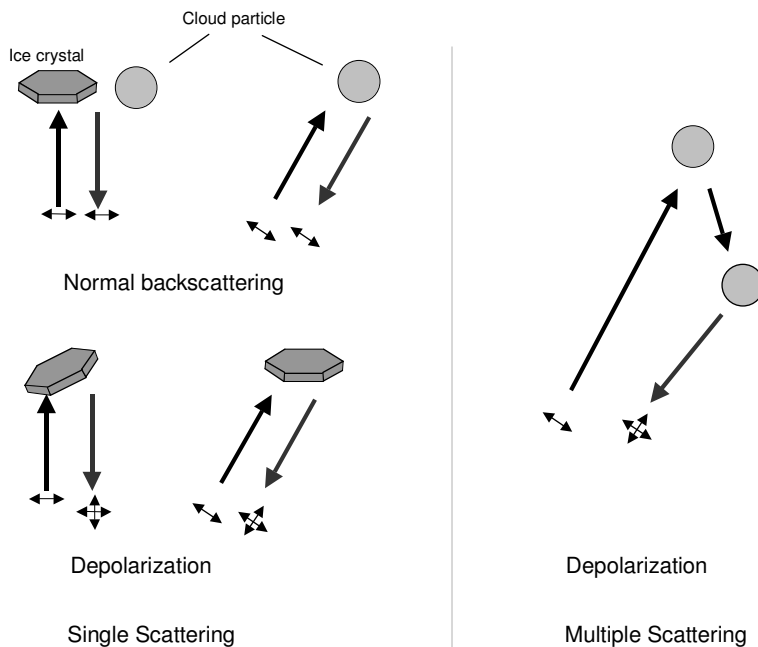 Cloud particle
Ice crystal
Normal backscattering
Depolarization
Single Scattering
Depolarization
Multiple Scattering